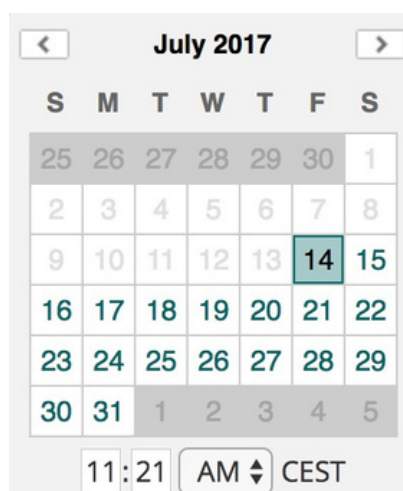 < July 2017 >
S M T W T F S
25 26 27 28 29 30 1
2 3 4 5 6 7 8
9 10 11 12 13 14 15
16 17 18 19 20 21 22
23 24 25 26 27 28 29
30 31 1 2 3 4 5
11:21 AM CEST